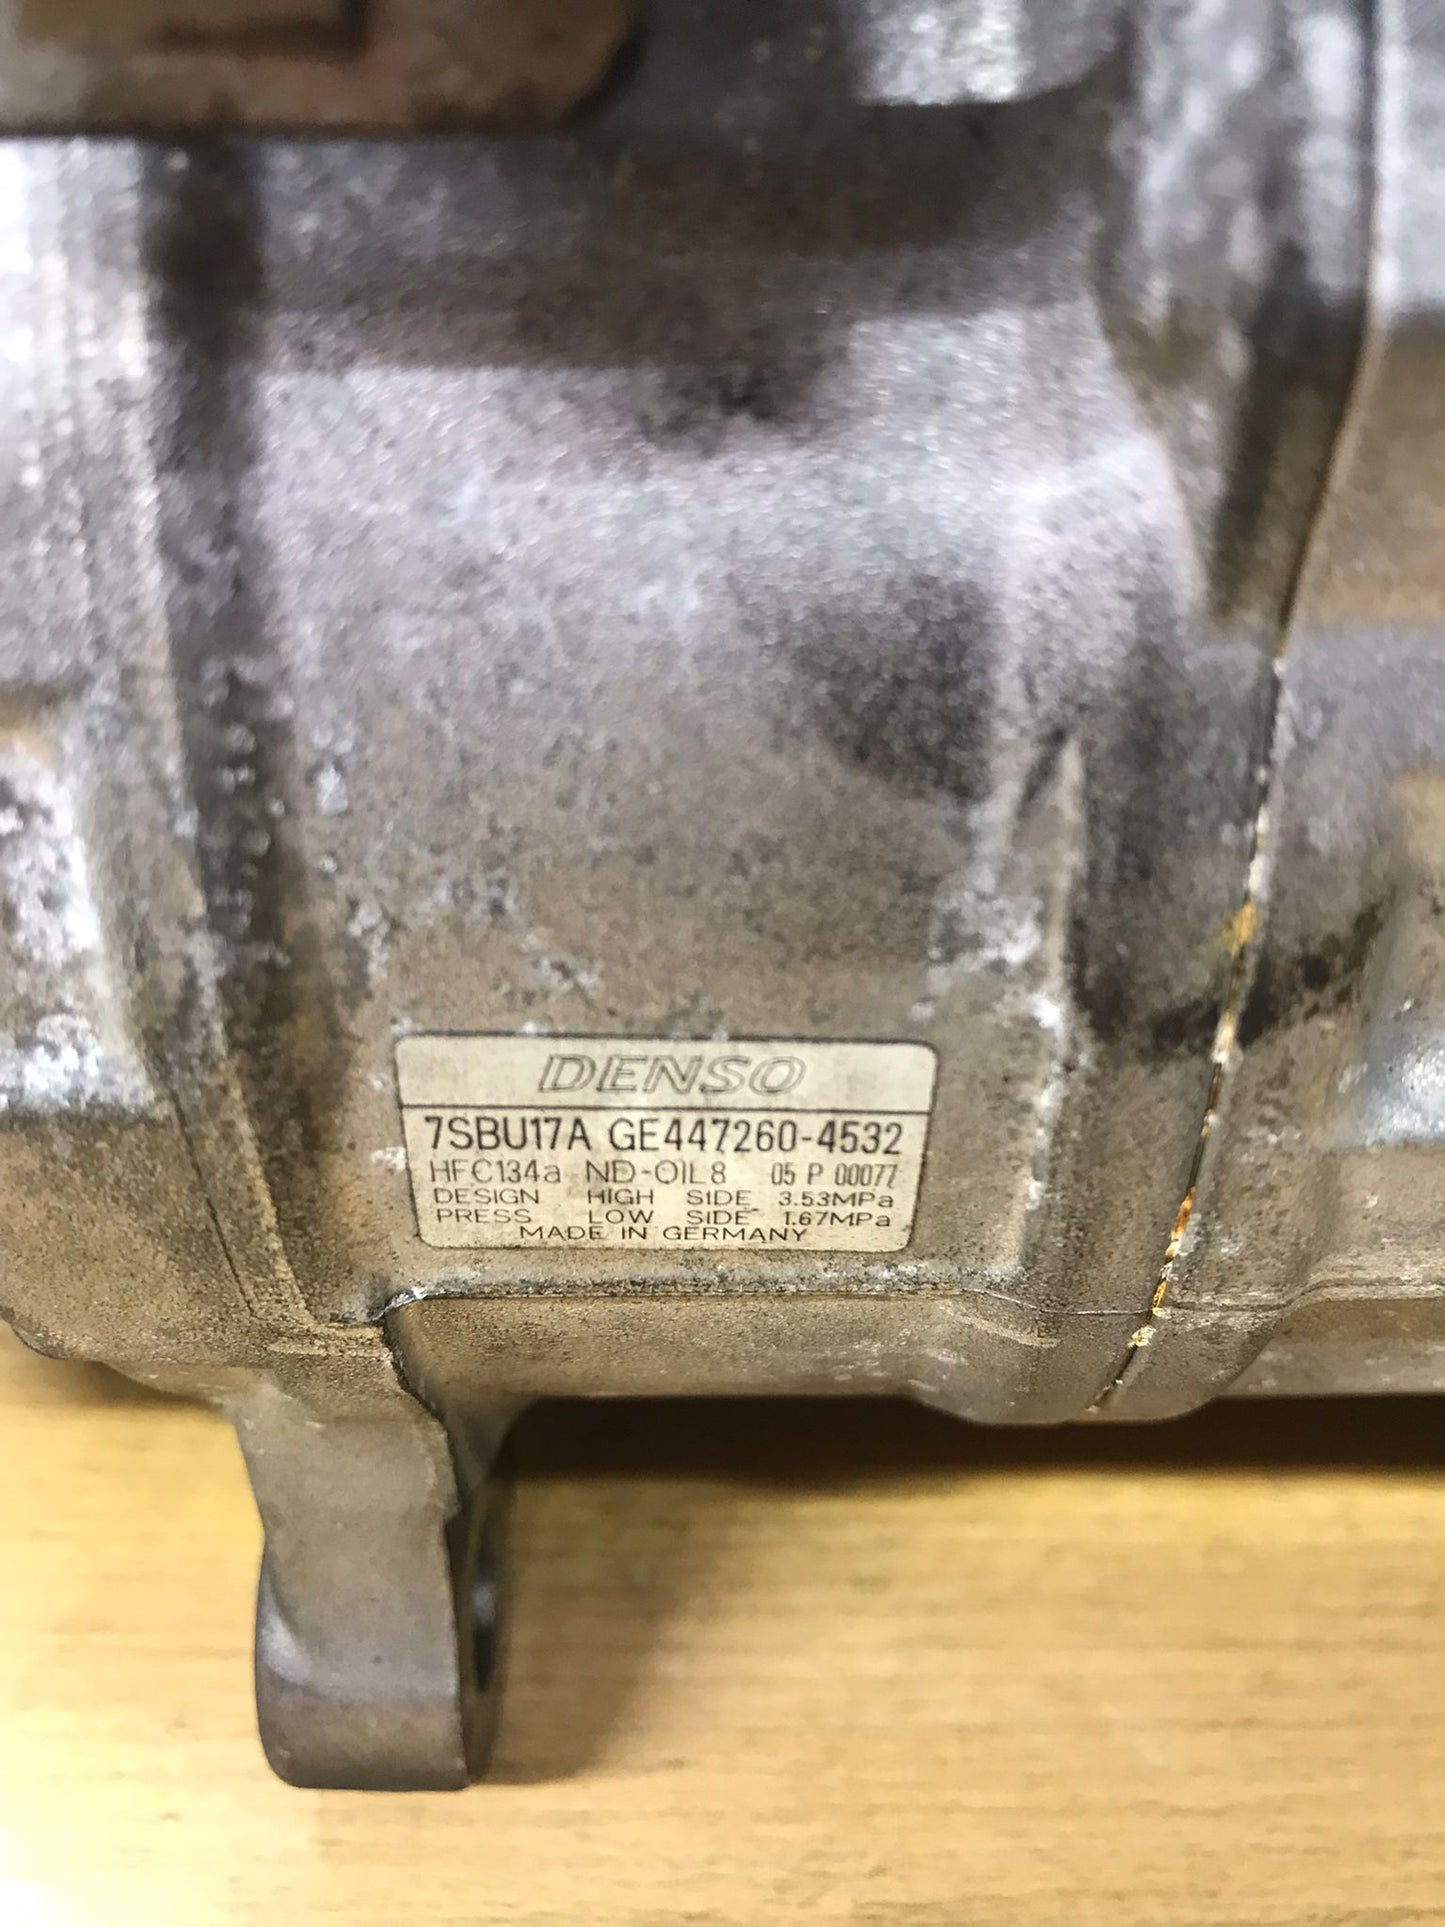 DENSO
7SBU17A GE447260-4532
HFC134a ND-OIL8 05 P 00077
DESIGN HIGH SIDE 3.53MPa
PRESS LOW SIDE 1.67MPa
MADE IN GERMANY